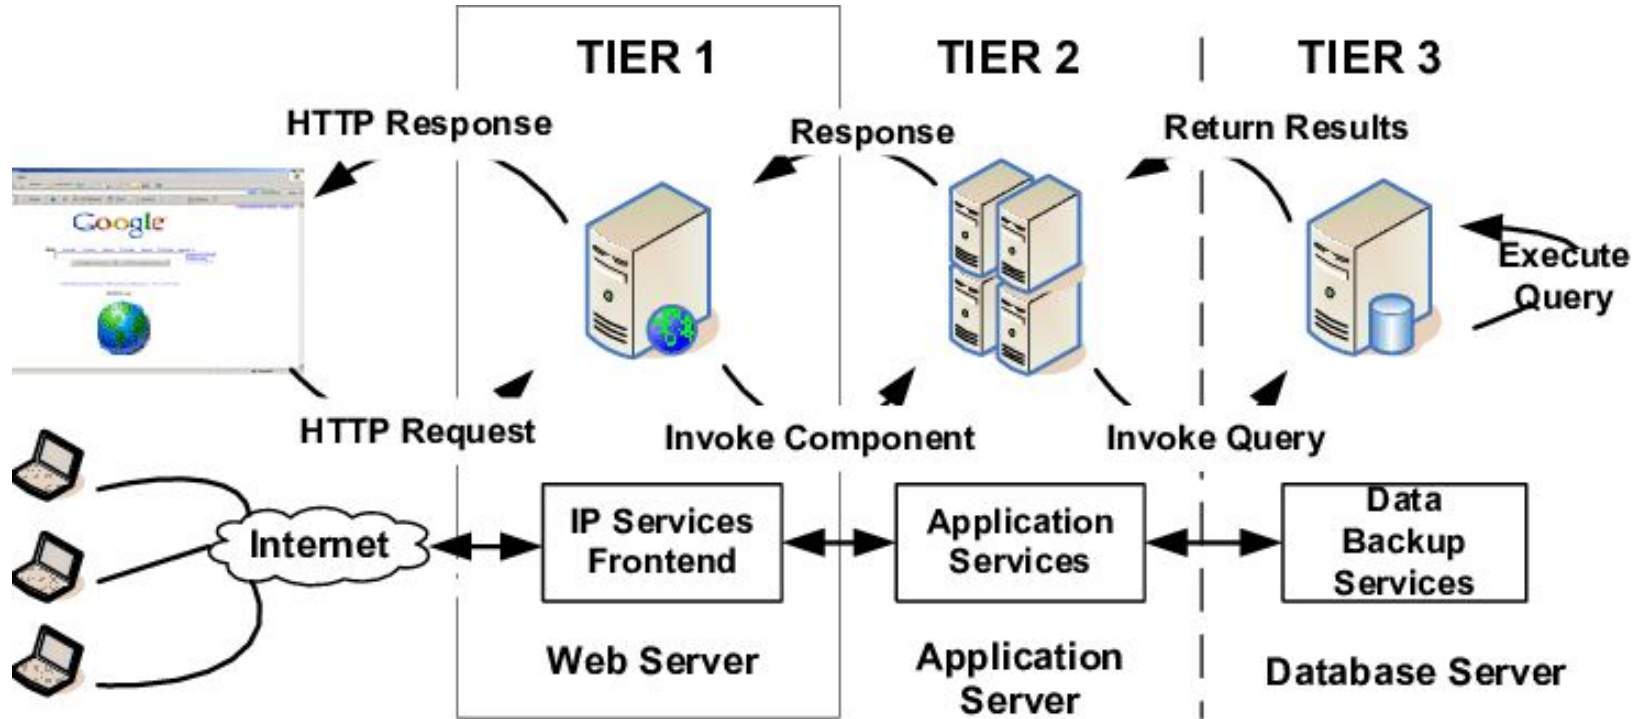 TIER 1
TIER 2
TIER 3
HTTP Response
Response
Return Results
Google
Execute
Query
HTTP Request
Invoke Component
Invoke Query
Internet
IP Services
Frontend
Application
Services
Data
Backup
Services
Web Server
Application
Server
Database Server